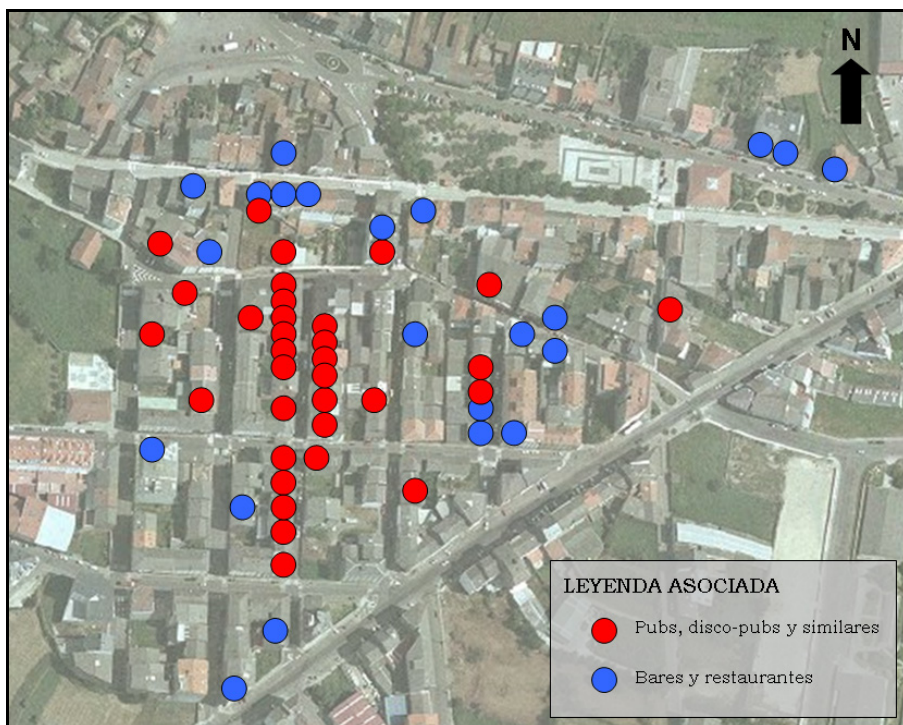 N
LEYENDA ASOCIADA
Pubs, disco-pubs y similares
Bares y restaurantes